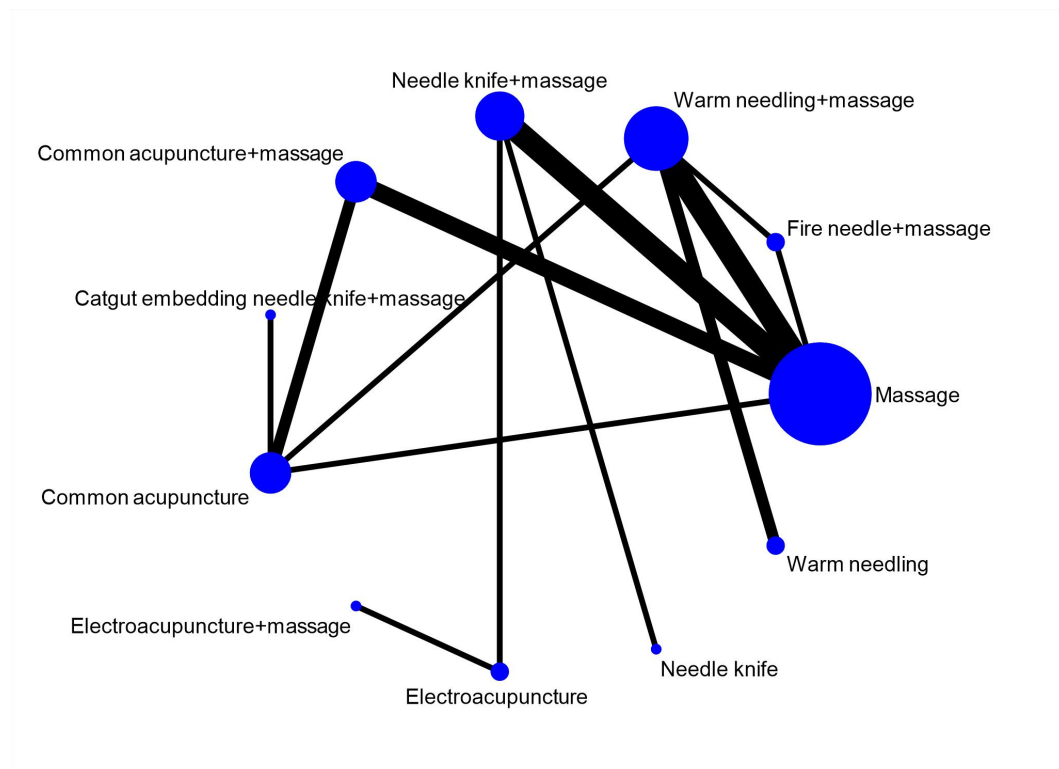 Needle knife+massage
Warm needling+massage
Common acupuncture+massage
Fire needle+massage
Catgut embedding needle knife+massage
Massage
Common acupuncture
Warm needling
Electroacupuncture+massage
Needle knife
Electroacupuncture